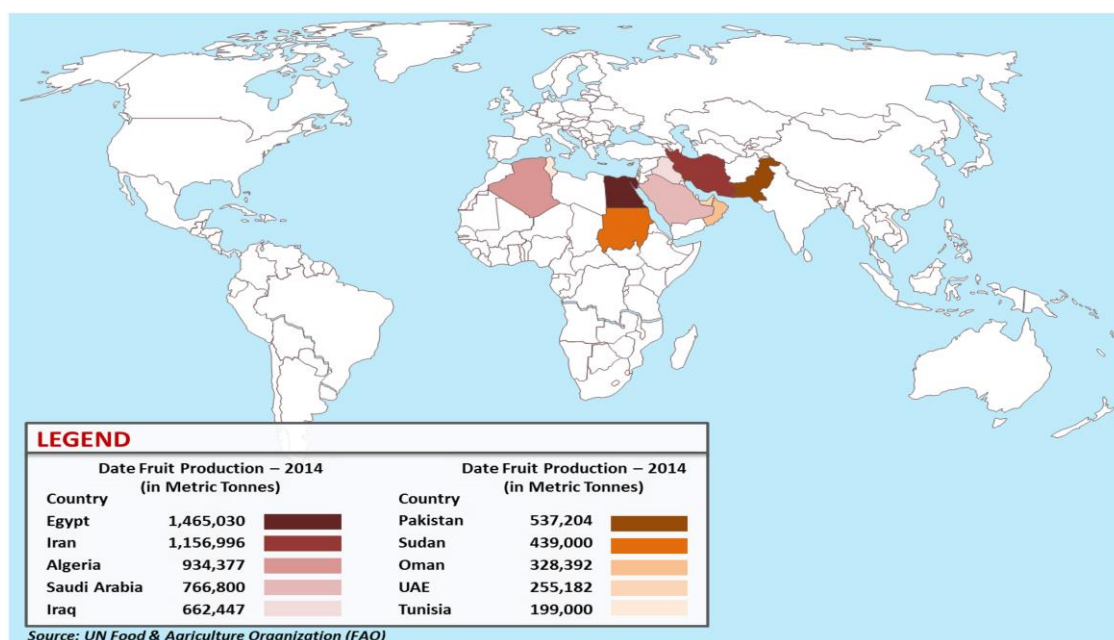 LEGEND
Date Fruit Production – 2014
(in Metric Tonnes)
Country
Egypt 1,465,030
Iran 1,156,996
Algeria 934,377
Saudi Arabia 766,800
Iraq 662,447
Date Fruit Production – 2014
(in Metric Tonnes)
Country
Pakistan 537,204
Sudan 439,000
Oman 328,392
UAE 255,182
Tunisia 199,000
Source: UN Food & Agriculture Organization (FAO)